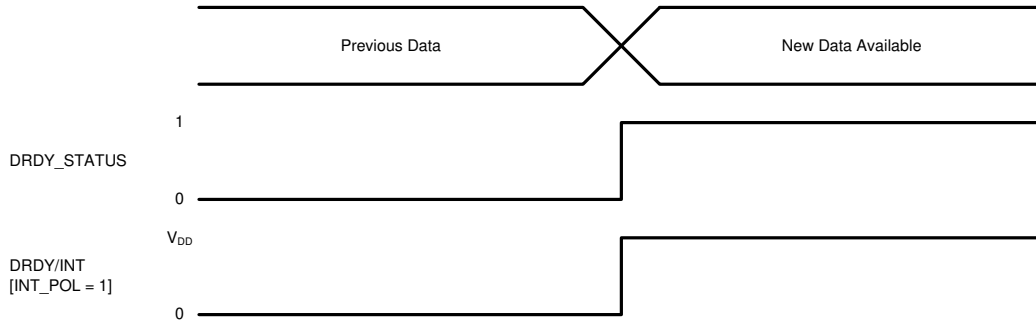 Previous Data
New Data Available
1
DRDY_STATUS
0
VDD
DRDY/INT
[INT_POL = 1]
0